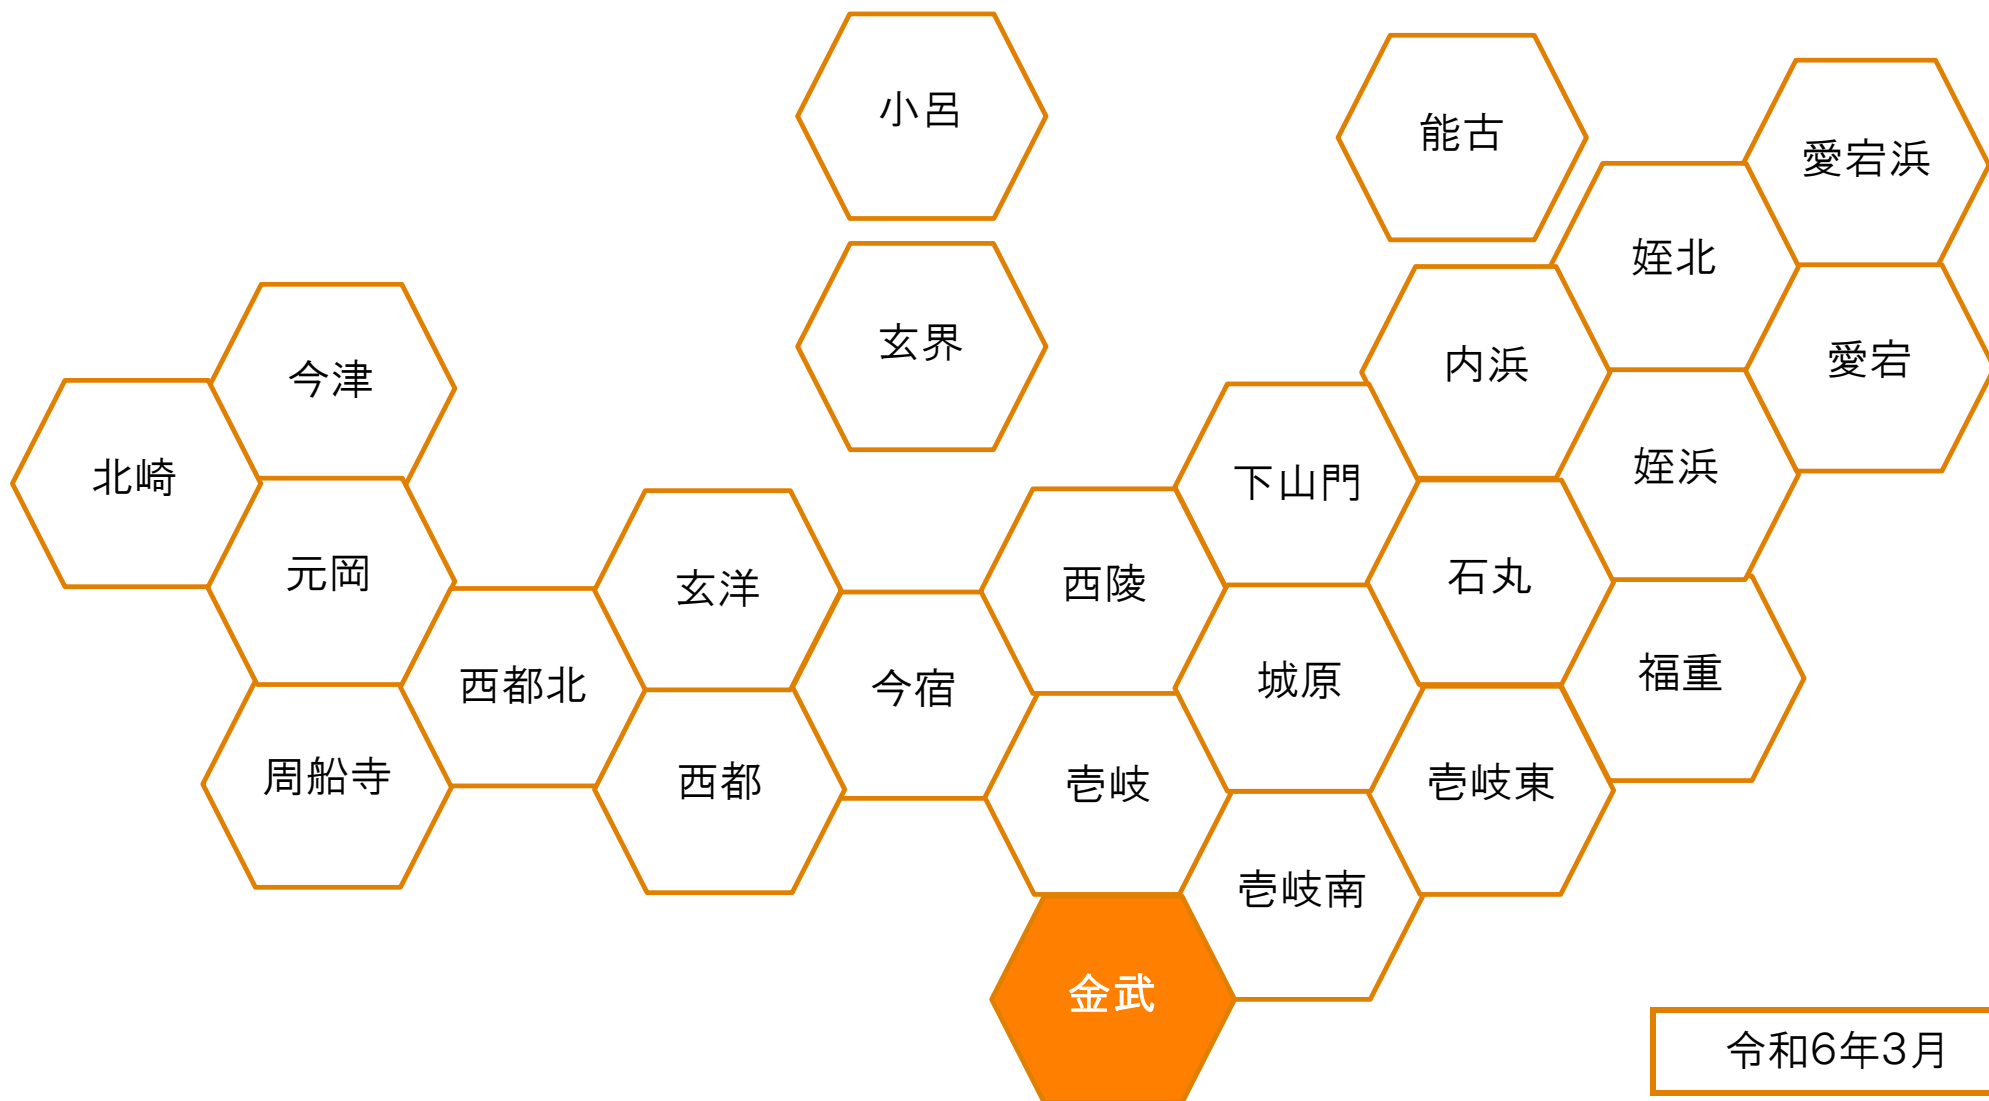 小呂
能古
愛宕浜
姪北
玄界
愛宕
内浜
今津
姪浜
北崎
下山門
元岡
石丸
西陵
玄洋
福重
城原
西都北
今宿
周船寺
西都
壱岐
壱岐東
壱岐南
金武
令和6年3月